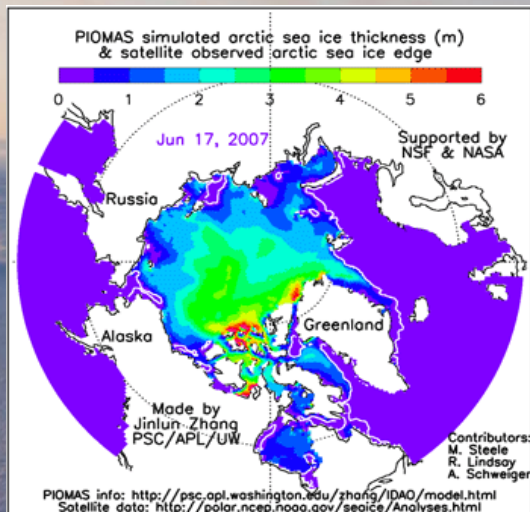 PIOMAS simulated arctic sea ice thickness (m)
& satellite observed arctic sea ice edge
0 1 2 3 4 5 6
Jun 17, 2007
Supported by
NSF & NASA
Russia
Alaska
Greenland
Made by
Jinlun Zhang
PSC/APL/UW
Contributors:
M. Steele
R. Lindsay
A. Schweiger
PIOMAS info: http://psc.apl.washington.edu/zhang/IDAO/model.html
Satellite data: http://polar.ncep.noaa.gov/seaice/Analyses.html